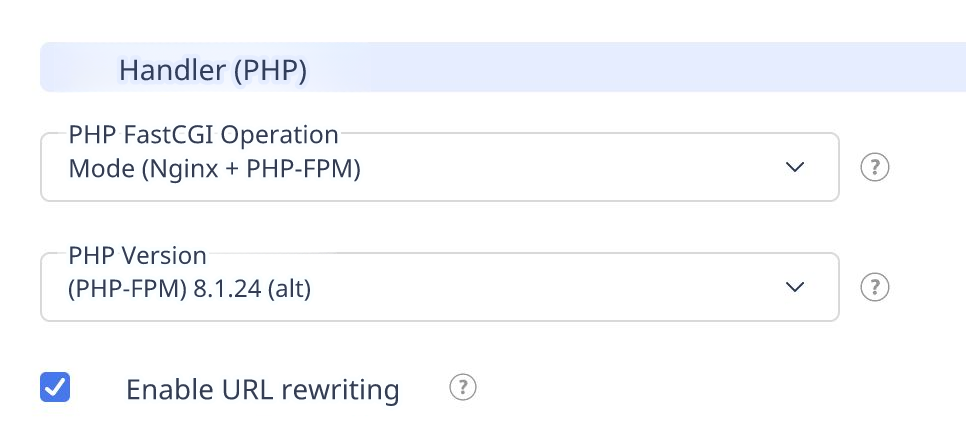 Handler (PHP)
PHP FastCGI Operation
Mode (Nginx + PHP-FPM)
?
PHP Version
(PHP-FPM) 8.1.24 (alt)
?
Enable URL rewriting
?